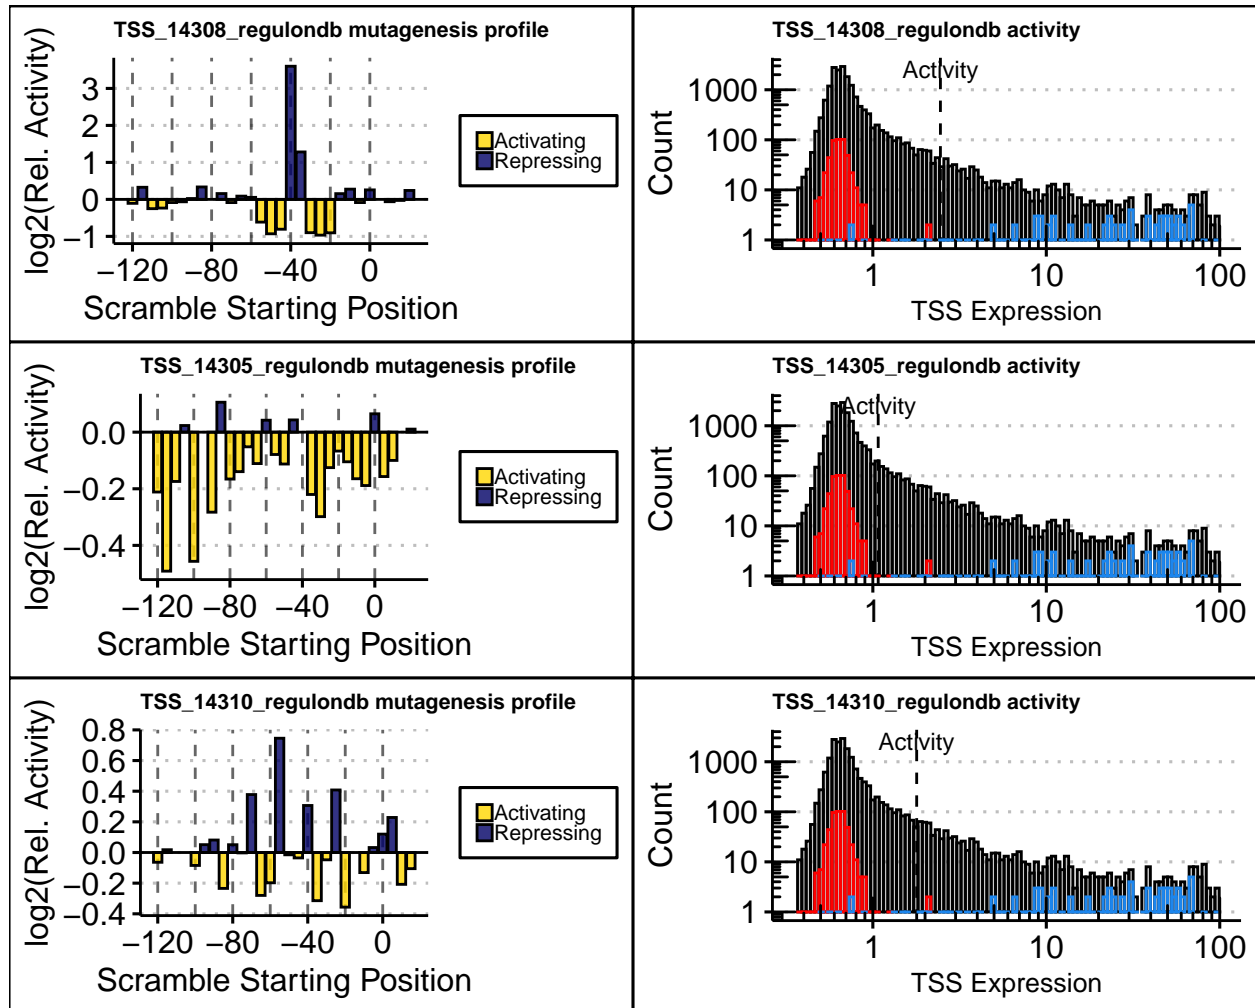 TSS_14308_regulondb mutagenesis profile
log2(Rel. Activity)
3
2
1
0
−1
−120 −80 −40 0
Scramble Starting Position
Activating
Repressing
TSS_14308_regulondb activity
Activity
Count
1000
100
10
1
1 10 100
TSS Expression
TSS_14305_regulondb mutagenesis profile
log2(Rel. Activity)
0.0
−0.2
−0.4
−120 −80 −40 0
Scramble Starting Position
Activating
Repressing
TSS_14305_regulondb activity
Activity
Count
1000
100
10
1
1 10 100
TSS Expression
TSS_14310_regulondb mutagenesis profile
log2(Rel. Activity)
0.8
0.6
0.4
0.2
0.0
−0.2
−0.4
−120 −80 −40 0
Scramble Starting Position
Activating
Repressing
TSS_14310_regulondb activity
Activity
Count
1000
100
10
1
1 10 100
TSS Expression